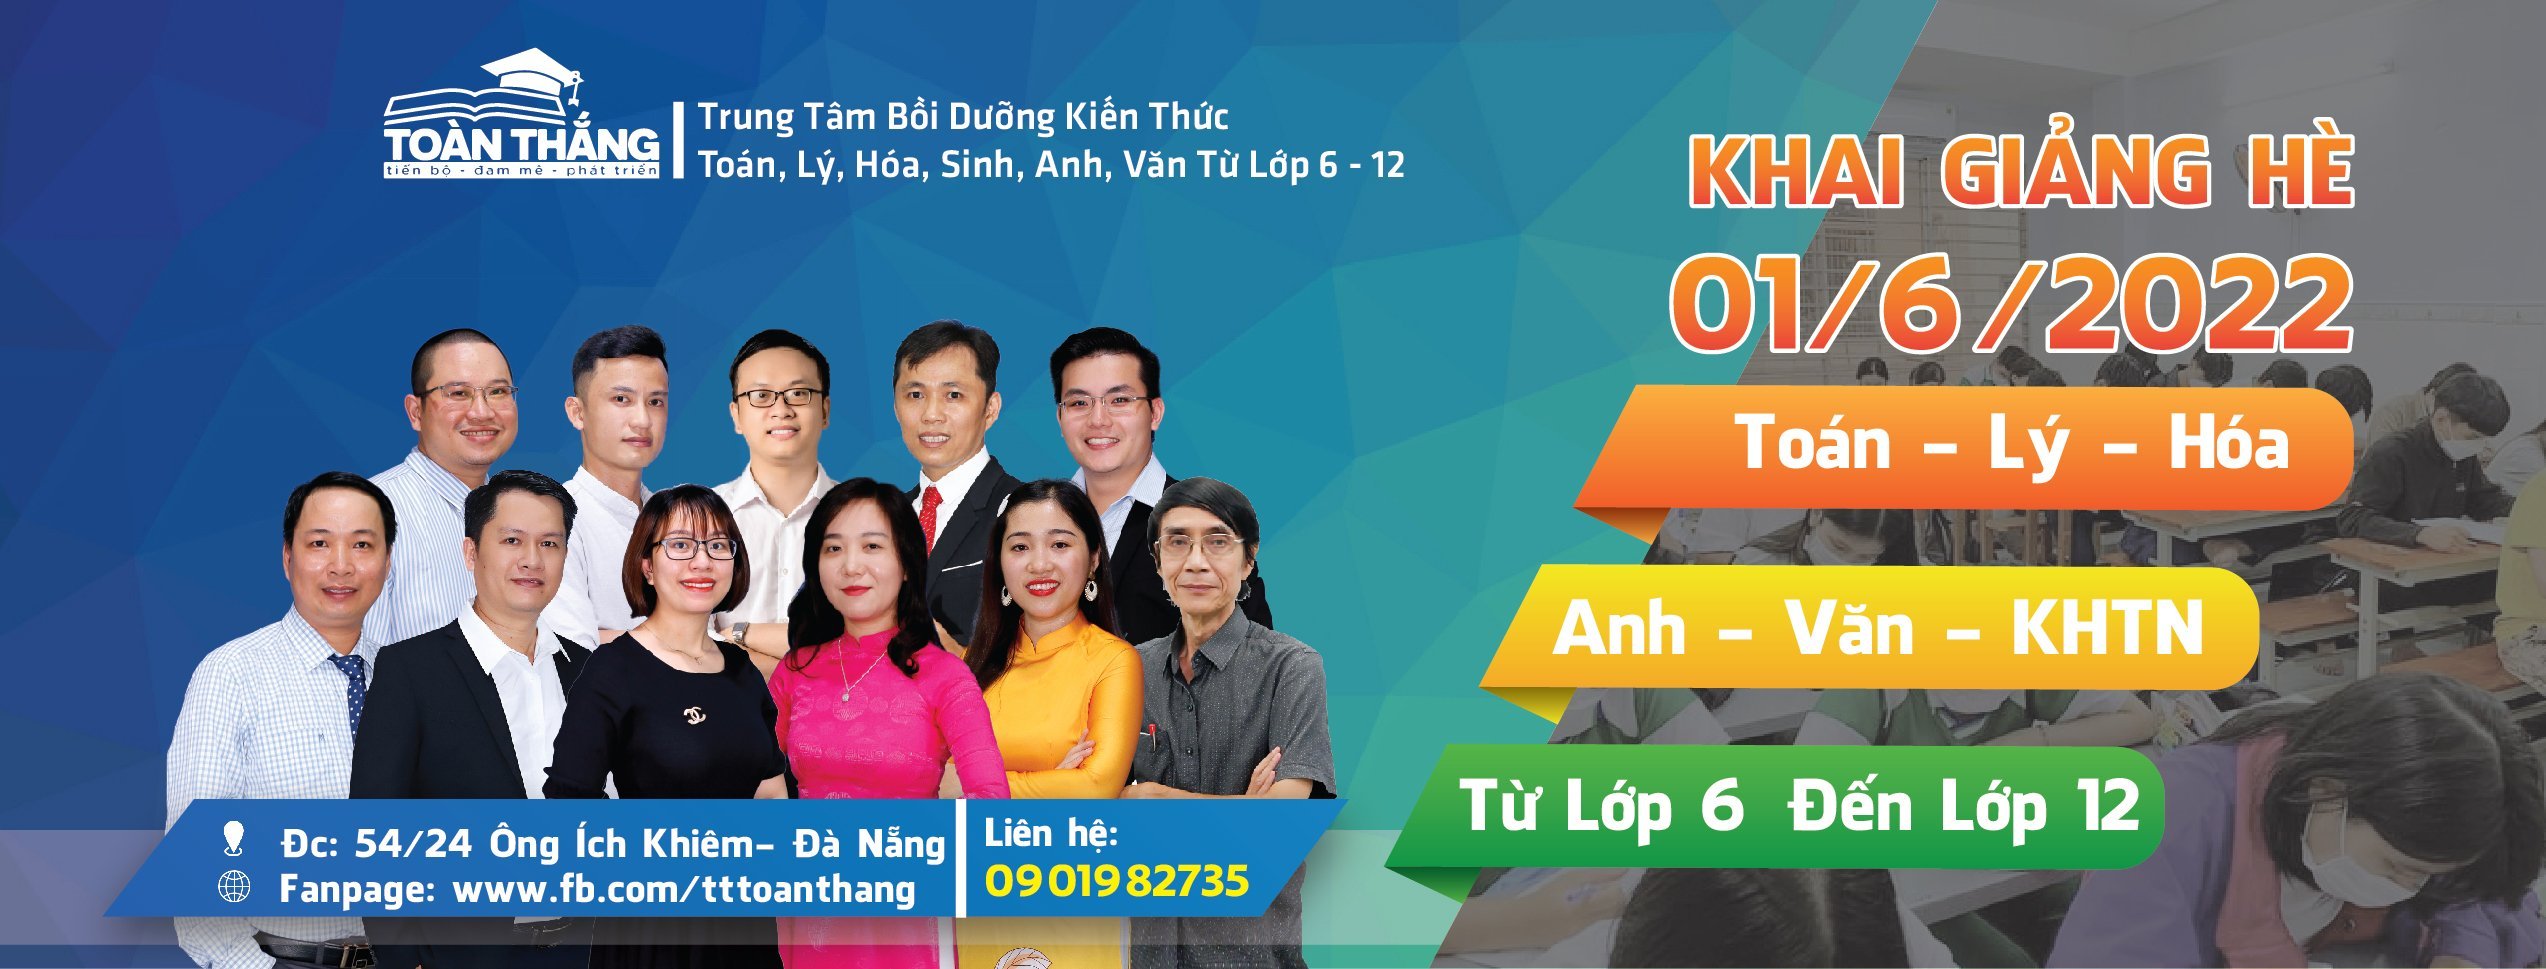 TOÀN THẮNG
tiến bộ - đam mê - phát triển
Trung Tâm Bồi Dưỡng Kiến Thức
Toán, Lý, Hóa, Sinh, Anh, Văn Từ Lớp 6 - 12
KHAI GIẢNG HÈ
01/6/2022
Toán – Lý – Hóa
Anh – Văn – KHTN
Từ Lớp 6 Đến Lớp 12
Đc: 54/24 Ông Ích Khiêm– Đà Nẵng
Fanpage: www.fb.com/tttoanthang
Liên hệ:
0901982735